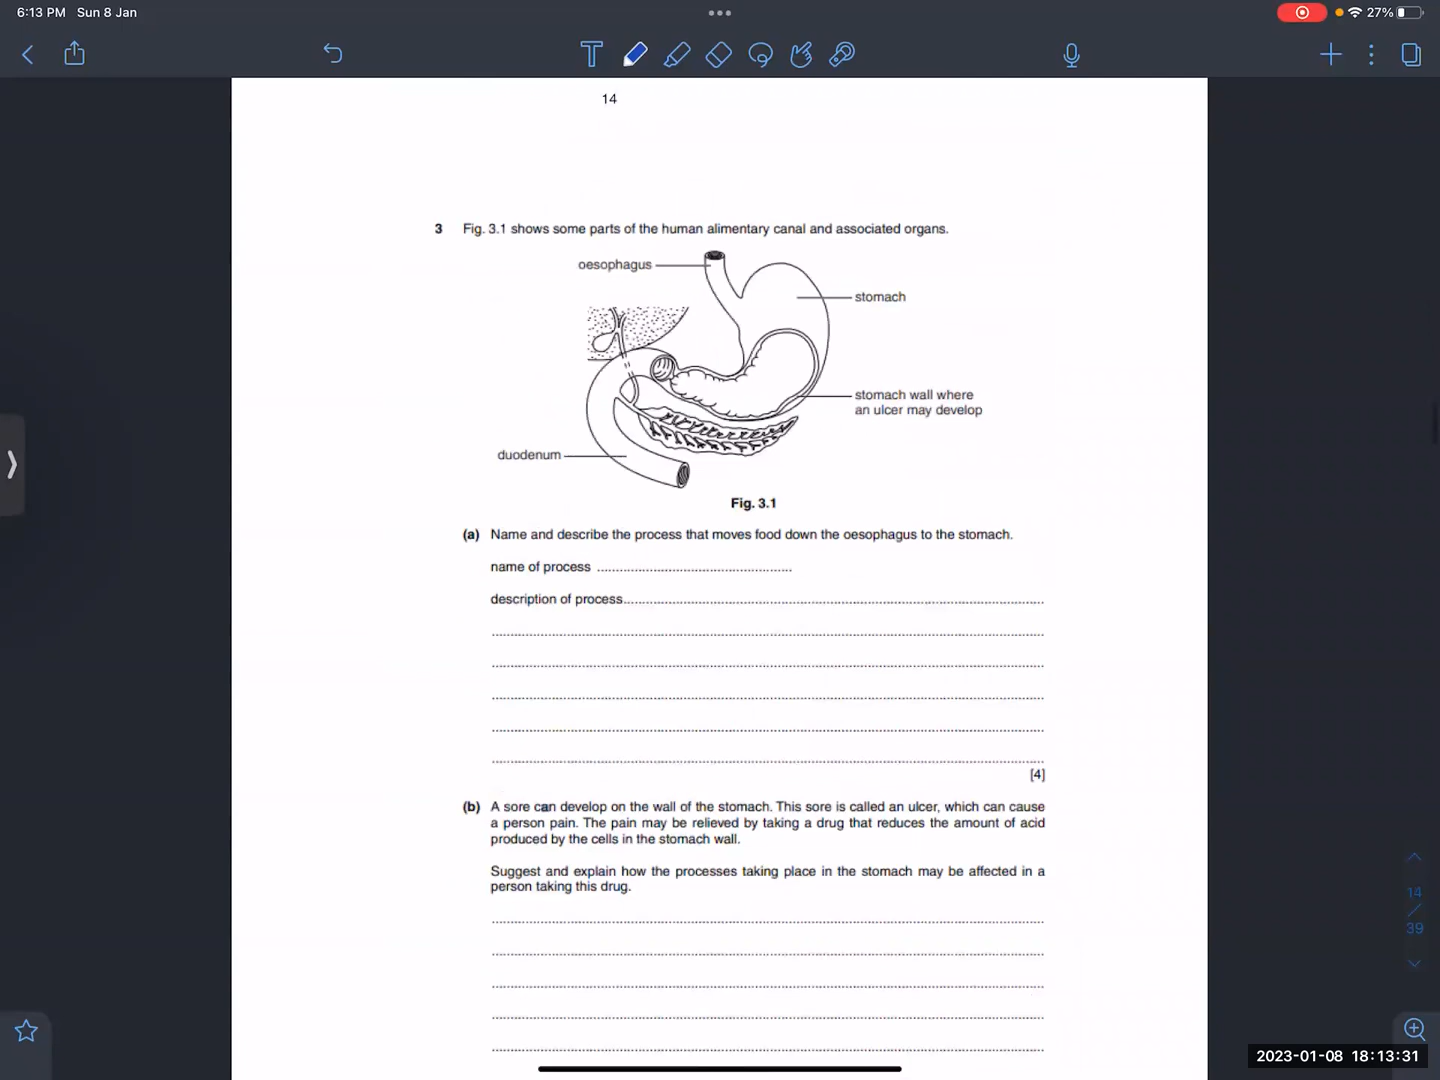 6:13 PM Sun 8 Jan
27%
14
3 Fig. 3.1 shows some parts of the human alimentary canal and associated organs.
oesophagus
stomach
stomach wall where
an ulcer may develop
duodenum
Fig. 3.1
(a) Name and describe the process that moves food down the oesophagus to the stomach.
name of process ....................................................
description of process................................................................................................................
....................................................................................................................................................
....................................................................................................................................................
....................................................................................................................................................
....................................................................................................................................................
....................................................................................................................................................
[4]
(b) A sore can develop on the wall of the stomach. This sore is called an ulcer, which can cause
a person pain. The pain may be relieved by taking a drug that reduces the amount of acid
produced by the cells in the stomach wall.
Suggest and explain how the processes taking place in the stomach may be affected in a
person taking this drug.
....................................................................................................................................................
....................................................................................................................................................
....................................................................................................................................................
....................................................................................................................................................
....................................................................................................................................................
14
/
39
2023-01-08 18:13:31